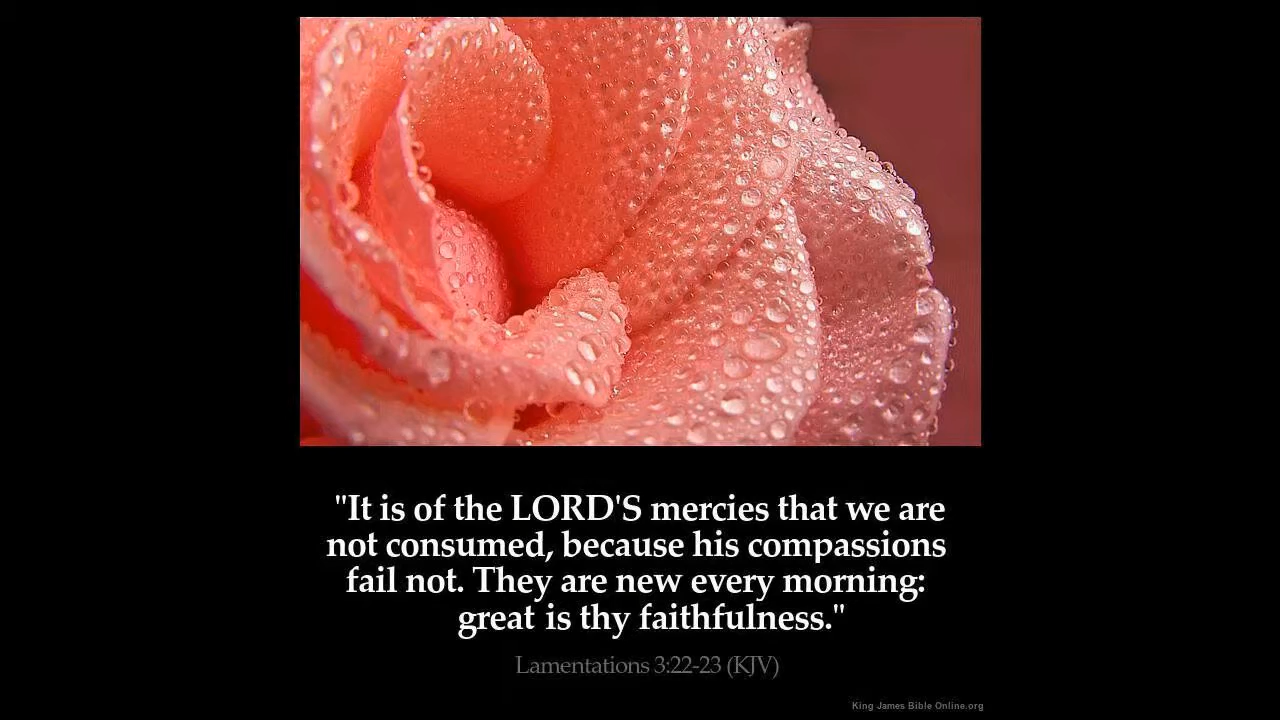 "It is of the LORD'S mercies that we are
not consumed, because his compassions
fail not. They are new every morning:
great is thy faithfulness."
Lamentations 3:22-23 (KJV)
King James Bible Online.org